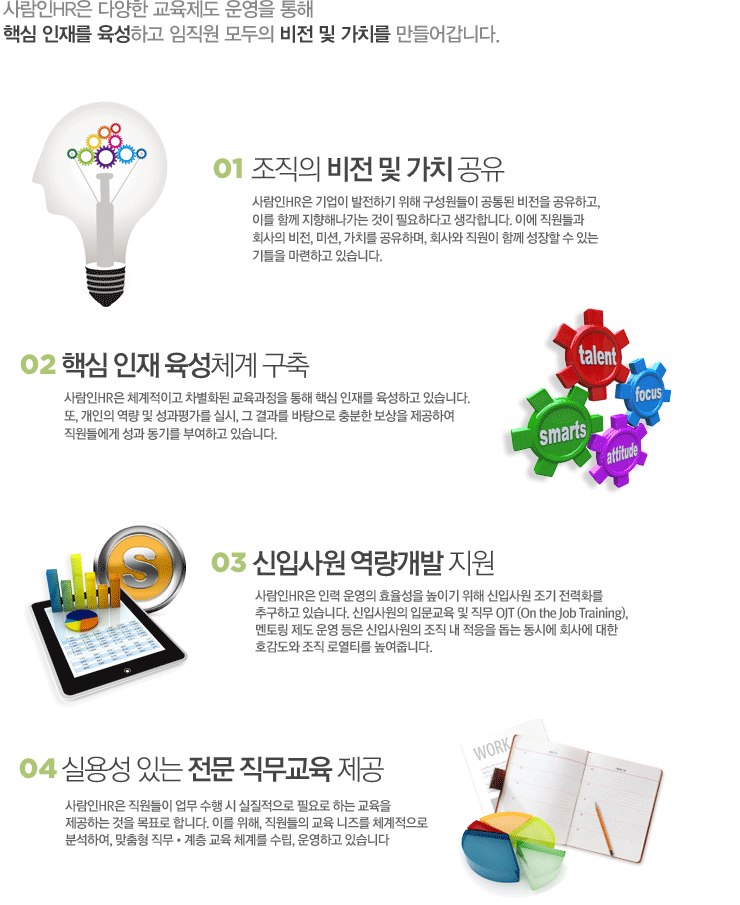 사람인HR은 다양한 교육제도 운영을 통해
핵심 인재를 육성하고 임직원 모두의 비전 및 가치를 만들어갑니다.
01 조직의 비전 및 가치 공유
사람인HR은 기업이 발전하기 위해 구성원들이 공통된 비전을 공유하고,
이를 함께 지향해나가는 것이 필요하다고 생각합니다. 이에 직원들과
회사의 비전, 미션, 가치를 공유하며, 회사와 직원이 함께 성장할 수 있는
기틀을 마련하고 있습니다.
02 핵심 인재 육성체계 구축
사람인HR은 체계적이고 차별화된 교육과정을 통해 핵심 인재를 육성하고 있습니다.
또, 개인의 역량 및 성과평가를 실시, 그 결과를 바탕으로 충분한 보상을 제공하여
직원들에게 성과 동기를 부여하고 있습니다.
talent
focus
smarts
attitude
S
03 신입사원 역량개발 지원
사람인HR은 인력 운영의 효율성을 높이기 위해 신입사원 조기 전력화를
추구하고 있습니다. 신입사원의 입문교육 및 직무 OJT (On the Job Training),
멘토링 제도 운영 등은 신입사원의 조직 내 적응을 돕는 동시에 회사에 대한
호감도와 조직 로열티를 높여줍니다.
04 실용성 있는 전문 직무교육 제공
사람인HR은 직원들이 업무 수행 시 실질적으로 필요로 하는 교육을
제공하는 것을 목표로 합니다. 이를 위해, 직원들의 교육 니즈를 체계적으로
분석하여, 맞춤형 직무 • 계층 교육 체계를 수립, 운영하고 있습니다
WORK